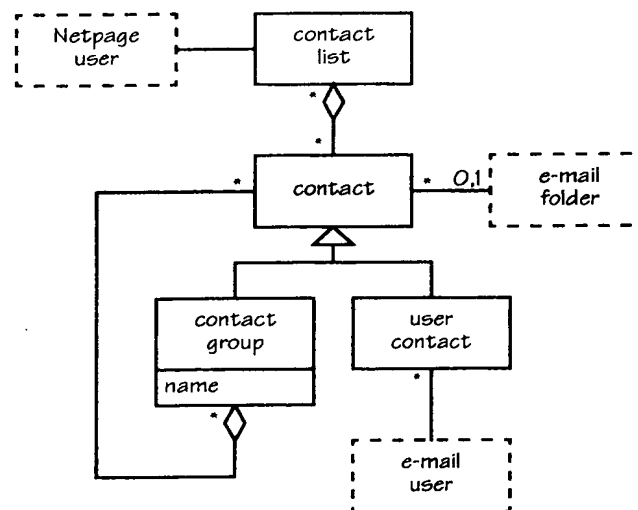 Netpage
user
contact
list
*
*
*
contact
*
0,1
e-mail
folder
contact
group
name
user
contact
*
*
e-mail
user